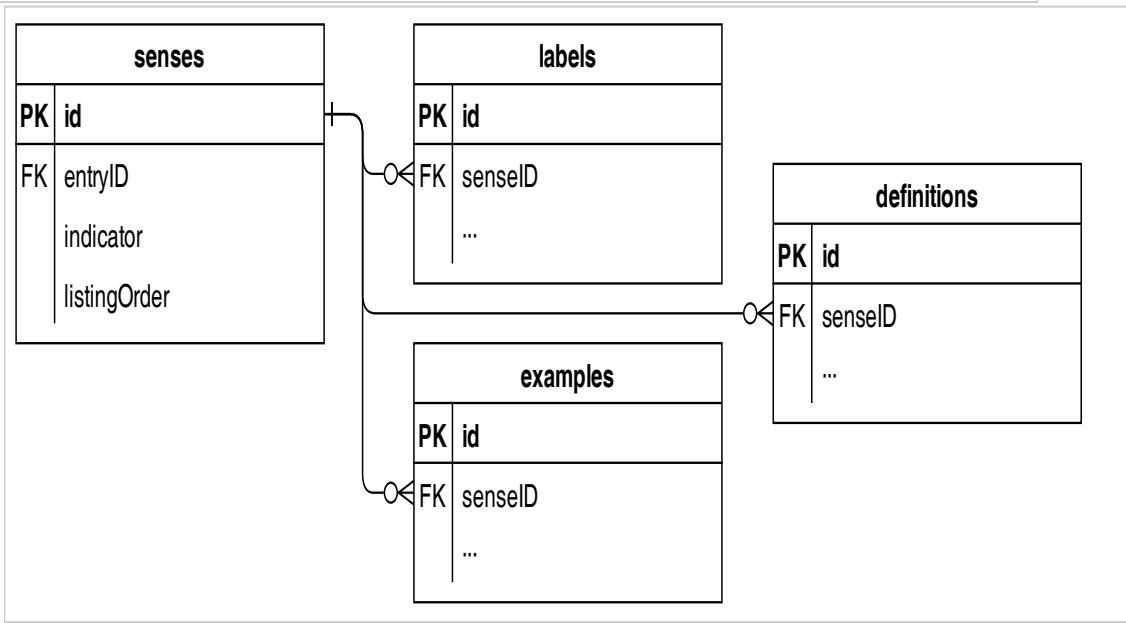 senses
PK id
FK entryID
indicator
listingOrder
labels
PK id
FK senseID
...
definitions
PK id
FK senseID
...
examples
PK id
FK senseID
...